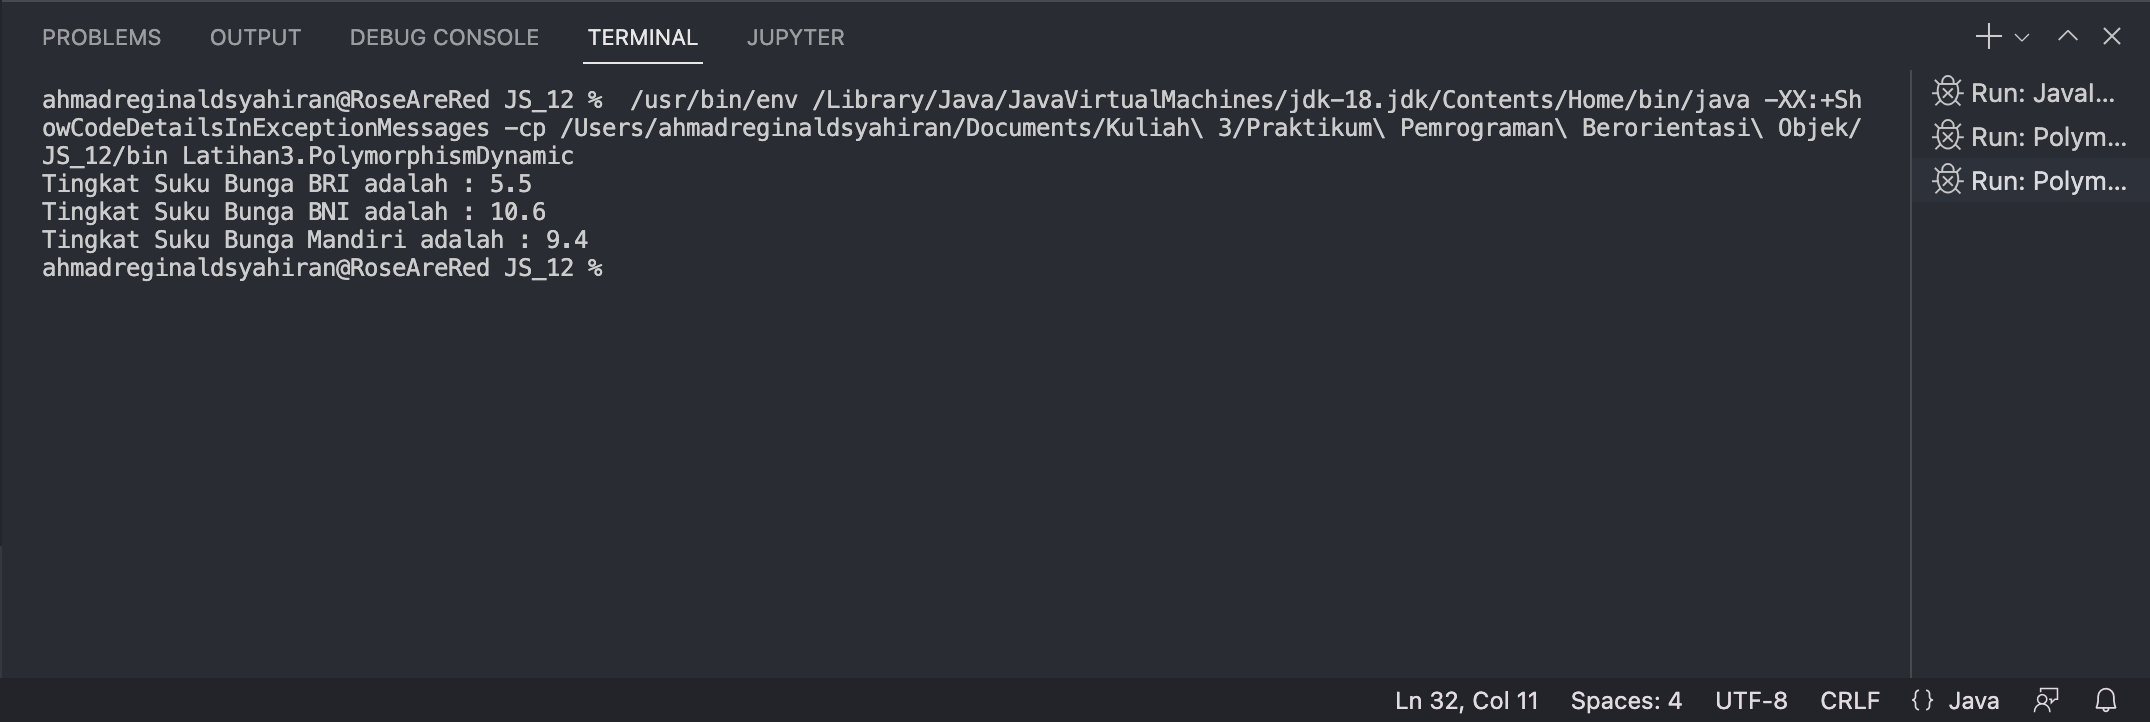 PROBLEMS OUTPUT DEBUG CONSOLE TERMINAL JUPYTER
ahmadreginaldsyahiran@RoseAreRed JS_12 %  /usr/bin/env /Library/Java/JavaVirtualMachines/jdk-18.jdk/Contents/Home/bin/java -XX:+Sh
owCodeDetailsInExceptionMessages -cp /Users/ahmadreginaldsyahiran/Documents/Kuliah\ 3/Praktikum\ Pemrograman\ Berorientasi\ Objek/
JS_12/bin Latihan3.PolymorphismDynamic
Tingkat Suku Bunga BRI adalah : 5.5
Tingkat Suku Bunga BNI adalah : 10.6
Tingkat Suku Bunga Mandiri adalah : 9.4
ahmadreginaldsyahiran@RoseAreRed JS_12 %
Run: Javal...
Run: Polym...
Run: Polym...
Ln 32, Col 11 Spaces: 4 UTF-8 CRLF {} Java